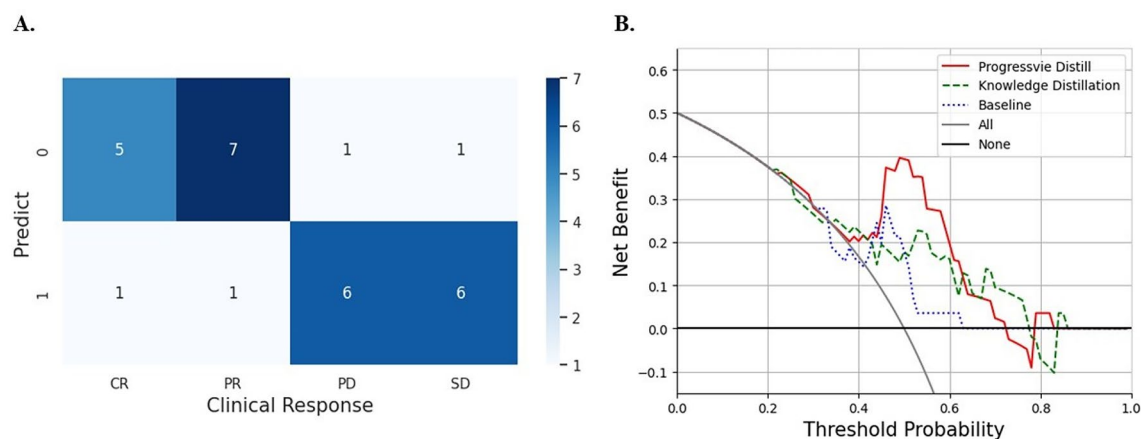 A.
B.
7
6
5
4
3
2
1
Predict
0
1
5 7 1 1
1 1 6 6
CR PR PD SD
Clinical Response
Progressvie Distill
Knowledge Distillation
Baseline
All
None
Net Benefit
0.6
0.5
0.4
0.3
0.2
0.1
0.0
−0.1
0.0 0.2 0.4 0.6 0.8 1.0
Threshold Probability